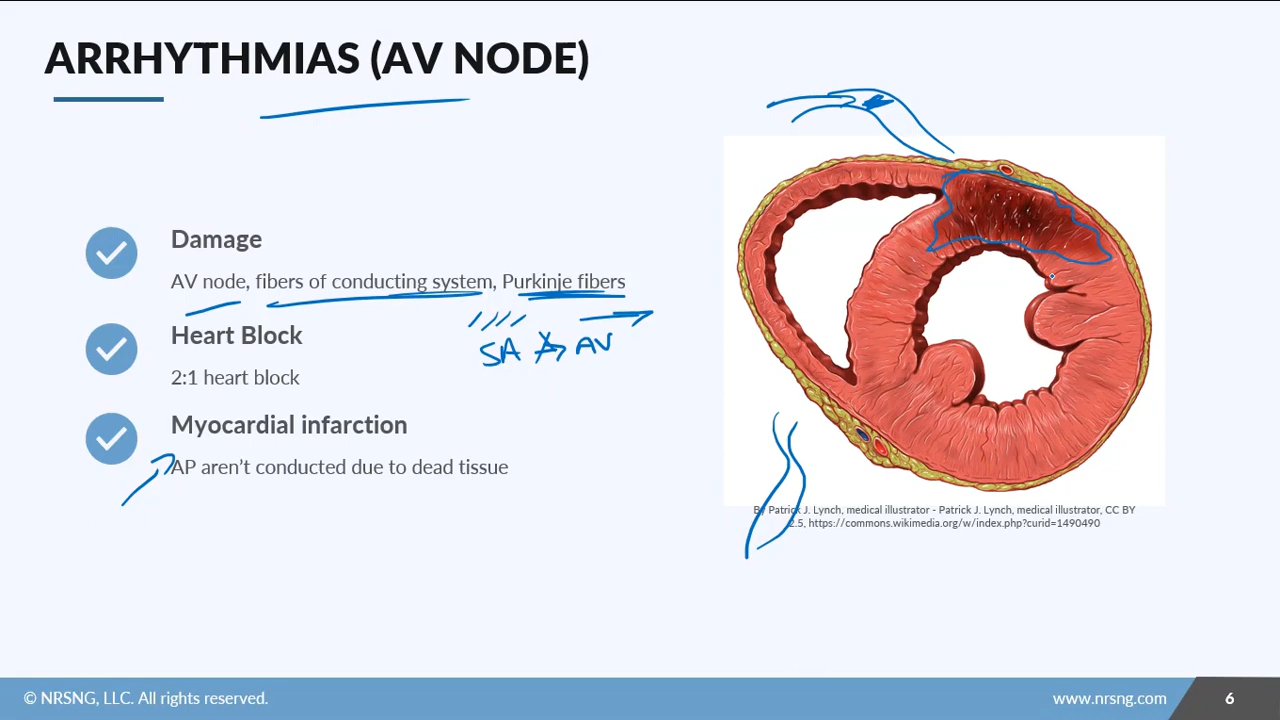 ARRHYTHMIAS (AV NODE)
Damage
AV node, fibers of conducting system, Purkinje fibers
SA → AV
Heart Block
2:1 heart block
Myocardial infarction
AP aren't conducted due to dead tissue
By Patrick J. Lynch, medical illustrator - Patrick J. Lynch, medical illustrator, CC BY
2.5, https://commons.wikimedia.org/w/index.php?curid=1490490
© NRSNG, LLC. All rights reserved.
www.nrsng.com
6